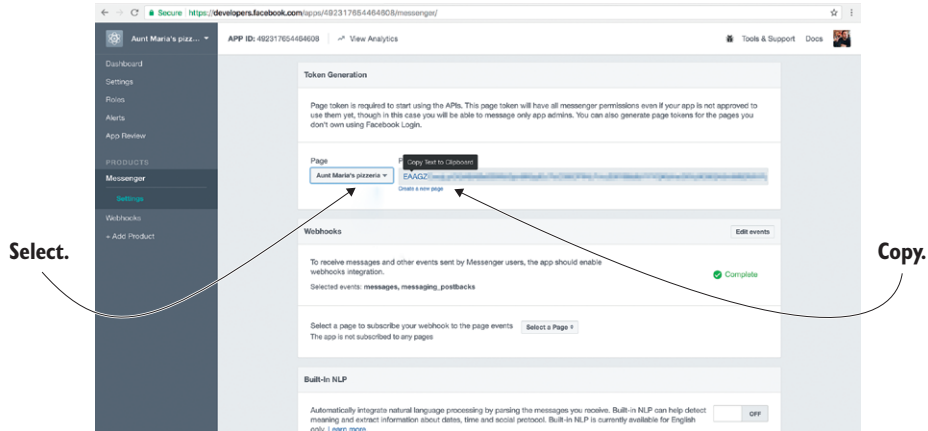 Secure https://developers.facebook.com/apps/492317654464608/messenger/
Aunt Maria's pizz...
APP ID: 492317654464608
View Analytics
Tools & Support
Docs
Dashboard
Settings
Roles
Alerts
App Review
PRODUCTS
Messenger
Settings
Webhooks
+ Add Product
Token Generation
Page token is required to start using the APIs. This page token will have all messenger permissions even if your app is not approved to
use them yet, though in this case you will be able to message only app admins. You can also generate page tokens for the pages you
don't own using Facebook Login.
Page
Copy Text to Clipboard
Aunt Maria's pizzeria
EAAGZ
Create a new page
Select.
Copy.
Webhooks
Edit events
To receive messages and other events sent by Messenger users, the app should enable
webhooks integration.
Complete
Selected events: messages, messaging_postbacks
Select a page to subscribe your webhook to the page events
Select a Page
The app is not subscribed to any pages
Built-In NLP
Automatically integrate natural language processing by parsing the messages you receive. Built-in NLP can help detect
meaning and extract information about dates, time and social protocol. Built-in NLP is currently available for English
only. Learn more.
OFF